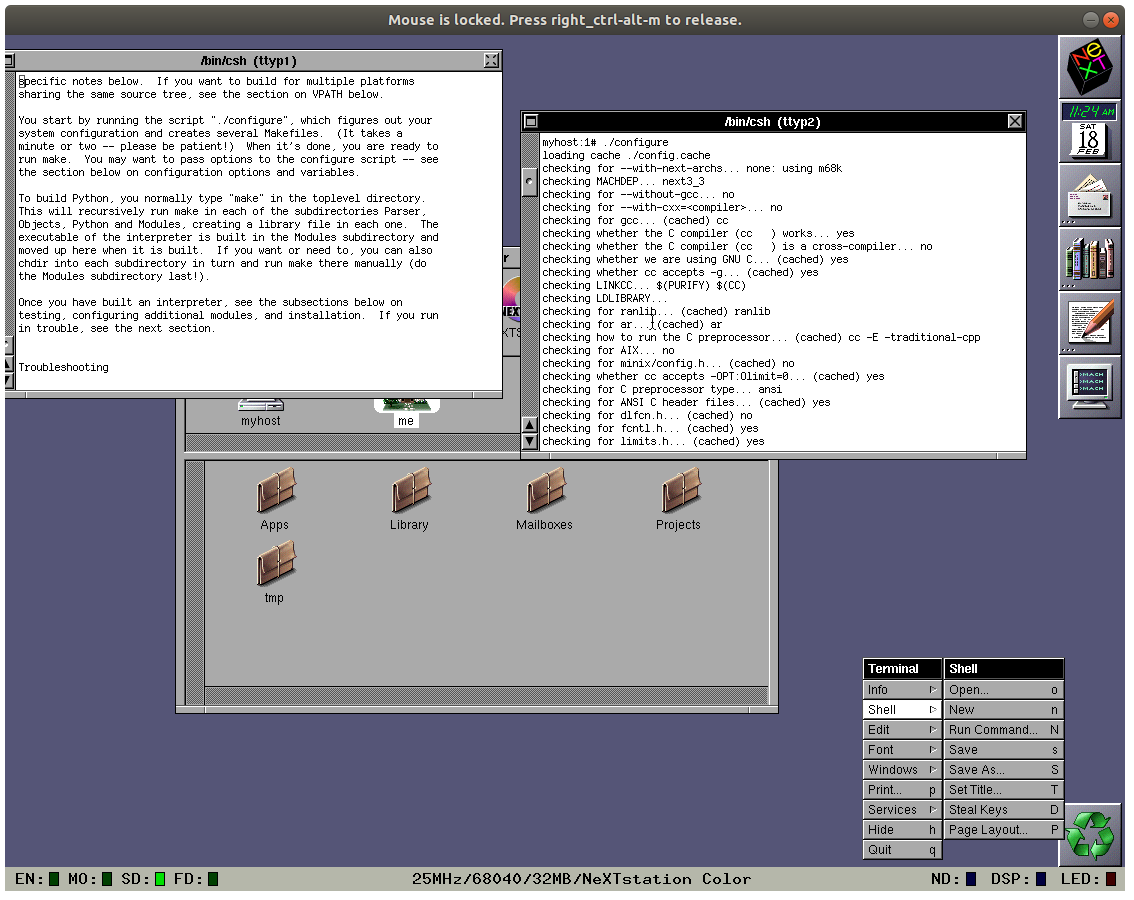 Mouse is locked. Press right_ctrl-alt-m to release.
/bin/csh (ttyp1)
specific notes below.  If you want to build for multiple platforms
sharing the same source tree, see the section on VPATH below.
You start by running the script "./configure", which figures out your
system configuration and creates several Makefiles.  (It takes a
minute or two -- please be patient!)  When it's done, you are ready to
run make.  You may want to pass options to the configure script -- see
the section below on configuration options and variables.
To build Python, you normally type "make" in the toplevel directory.
This will recursively run make in each of the subdirectories Parser,
Objects, Python and Modules, creating a library file in each one.  The
executable of the interpreter is built in the Modules subdirectory and
moved up here when it is built.  If you want or need to, you can also
chdir into each subdirectory in turn and run make there manually (do
the Modules subdirectory last!).
Once you have built an interpreter, see the subsections below on
testing, configuring additional modules, and installation.  If you run
in trouble, see the next section.
Troubleshooting
/bin/csh (ttyp2)
myhost:1# ./configure
loading cache ./config.cache
checking for --with-next-archs... none: using m68k
checking MACHDEP... next3_3
checking for --without-gcc... no
checking for --with-cxx=<compiler>... no
checking for gcc... (cached) cc
checking whether the C compiler (cc   ) works... yes
checking whether the C compiler (cc   ) is a cross-compiler... no
checking whether we are using GNU C... (cached) yes
checking whether cc accepts -g... (cached) yes
checking LINKCC... $(PURIFY) $(CC)
checking LDLIBRARY...
checking for ranlib... (cached) ranlib
checking for ar... (cached) ar
checking how to run the C preprocessor... (cached) cc -E -traditional-cpp
checking for AIX... no
checking for minix/config.h... (cached) no
checking whether cc accepts -OPT:Olimit=0... (cached) yes
checking for C preprocessor type... ansi
checking for ANSI C header files... (cached) yes
checking for dlfcn.h... (cached) no
checking for fcntl.h... (cached) yes
checking for limits.h... (cached) yes
r
NEX
XTS
myhost
me
Apps
Library
Mailboxes
Projects
tmp
NeXT
11:24 AM
SAT
18
FEB
>MACH
>MACH
Terminal
Info
Shell
Edit
Font
Windows
Print... p
Services
Hide h
Quit q
Shell
Open... o
New n
Run Command... N
Save s
Save As... S
Set Title... T
Steal Keys D
Page Layout... P
EN: MO: SD: FD: 25MHz/68040/32MB/NeXTstation Color ND: DSP: LED: